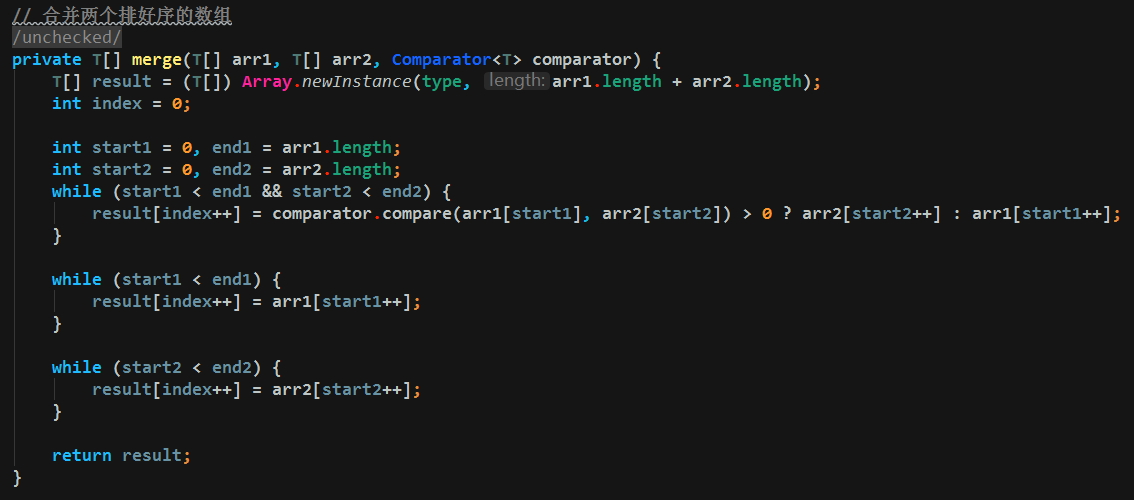 // 合并两个排好序的数组
/unchecked/
private T[] merge(T[] arr1, T[] arr2, Comparator<T> comparator) {
    T[] result = (T[]) Array.newInstance(type, length: arr1.length + arr2.length);
    int index = 0;

    int start1 = 0, end1 = arr1.length;
    int start2 = 0, end2 = arr2.length;
    while (start1 < end1 && start2 < end2) {
        result[index++] = comparator.compare(arr1[start1], arr2[start2]) > 0 ? arr2[start2++] : arr1[start1++];
    }

    while (start1 < end1) {
        result[index++] = arr1[start1++];
    }

    while (start2 < end2) {
        result[index++] = arr2[start2++];
    }

    return result;
}